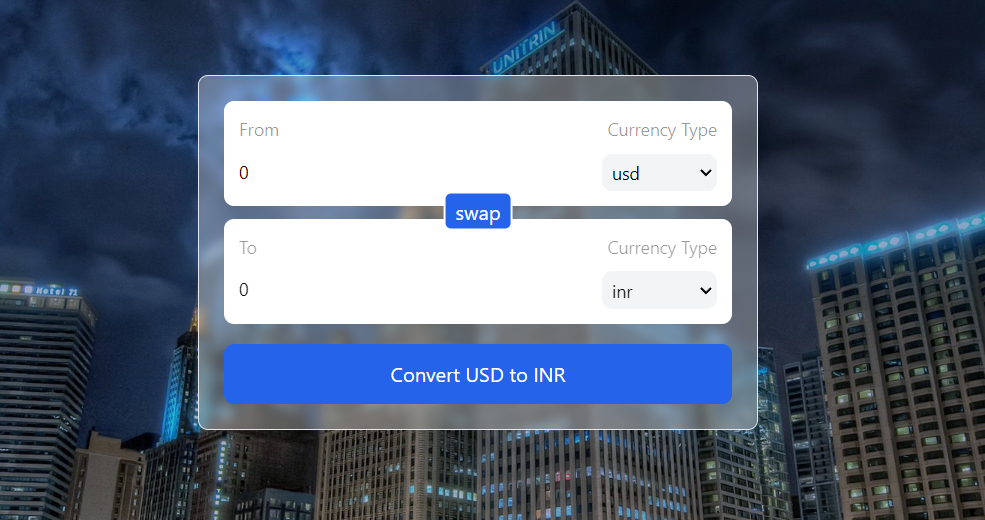 UNITRIN
From Currency Type
0 usd
swap
To Currency Type
0 inr
Convert USD to INR
Hotel 71